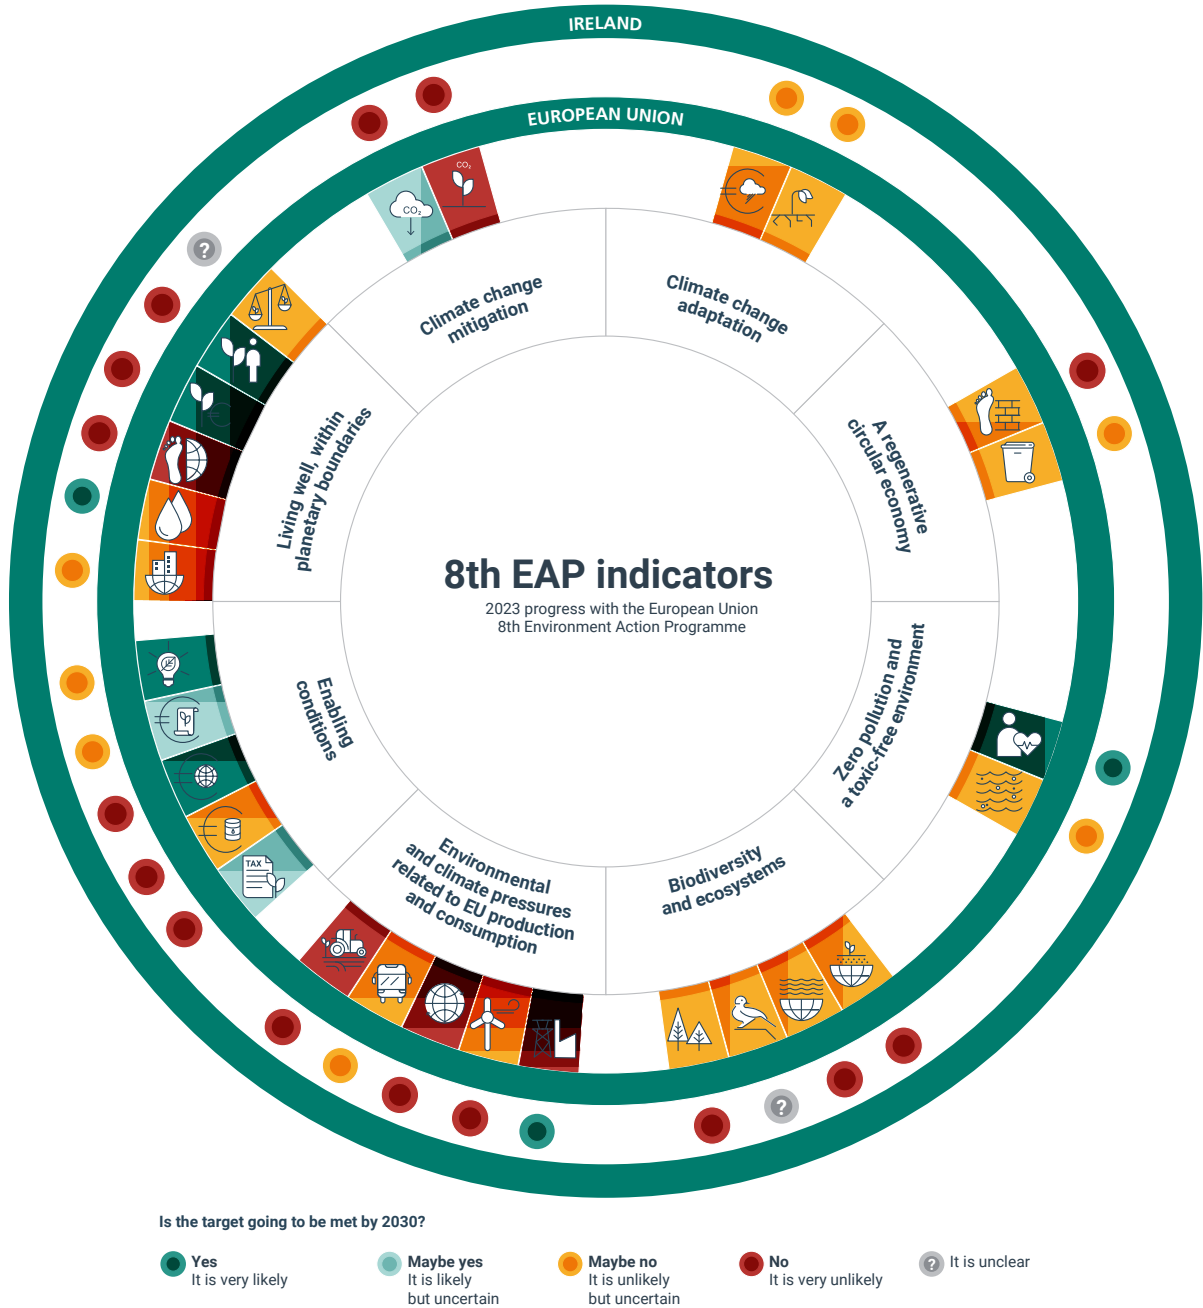 IRELAND
EUROPEAN UNION
CO₂
CO₂
Climate change
mitigation
Climate change
adaptation
A regenerative
circular economy
Living well, within
planetary boundaries
8th EAP indicators
2023 progress with the European Union
8th Environment Action Programme
Zero pollution and
a toxic-free environment
Enabling
conditions
TAX
Environmental
and climate pressures
related to EU production
and consumption
Biodiversity
and ecosystems
?
?
Is the target going to be met by 2030?
Yes
It is very likely
Maybe yes
It is likely
but uncertain
Maybe no
It is unlikely
but uncertain
No
It is very unlikely
?
It is unclear